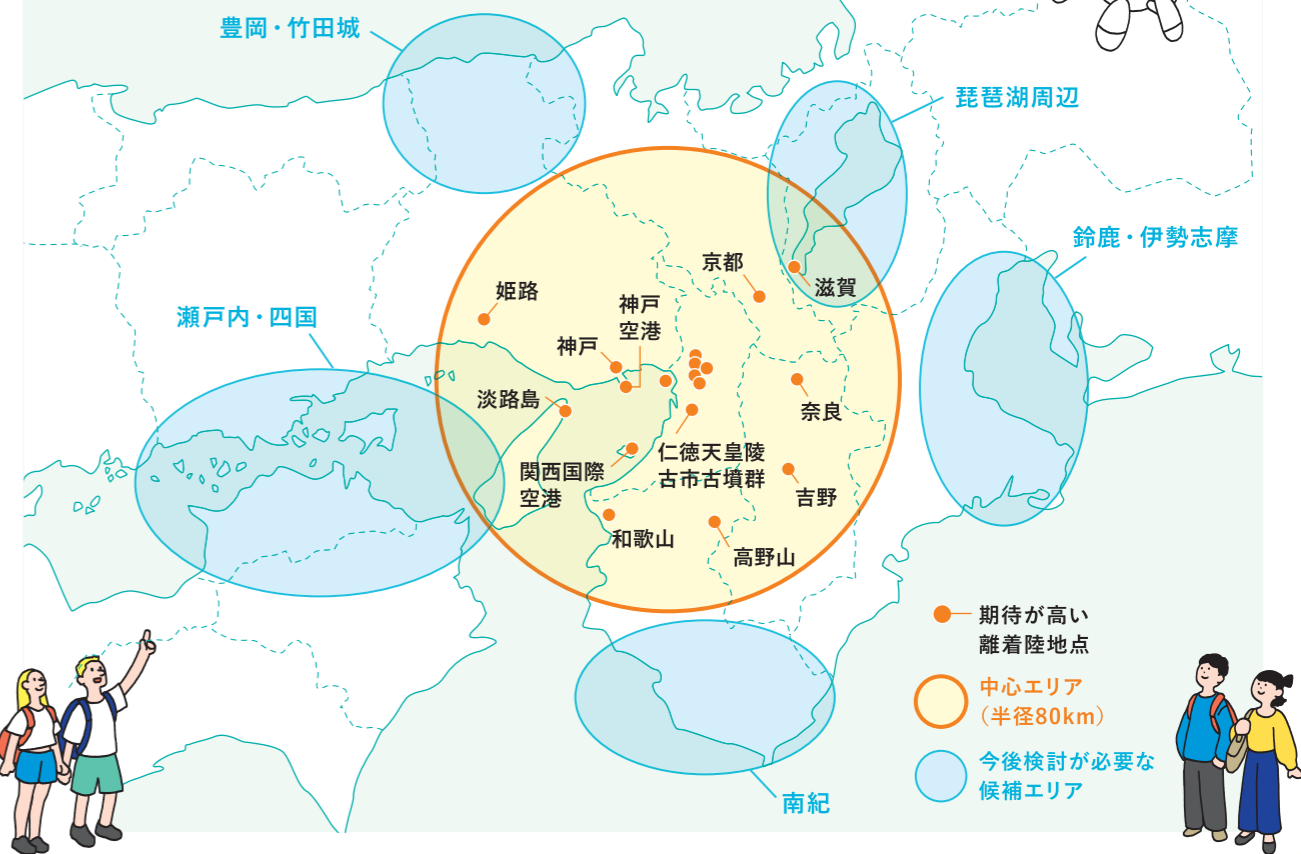 豊岡・竹田城
琵琶湖周辺
鈴鹿・伊勢志摩
瀬戸内・四国
京都
滋賀
姫路
神戸
空港
神戸
淡路島
奈良
関西国際
空港
仁徳天皇陵
古市古墳群
吉野
和歌山
高野山
南紀
期待が高い
離着陸地点
中心エリア
（半径80km）
今後検討が必要な
候補エリア